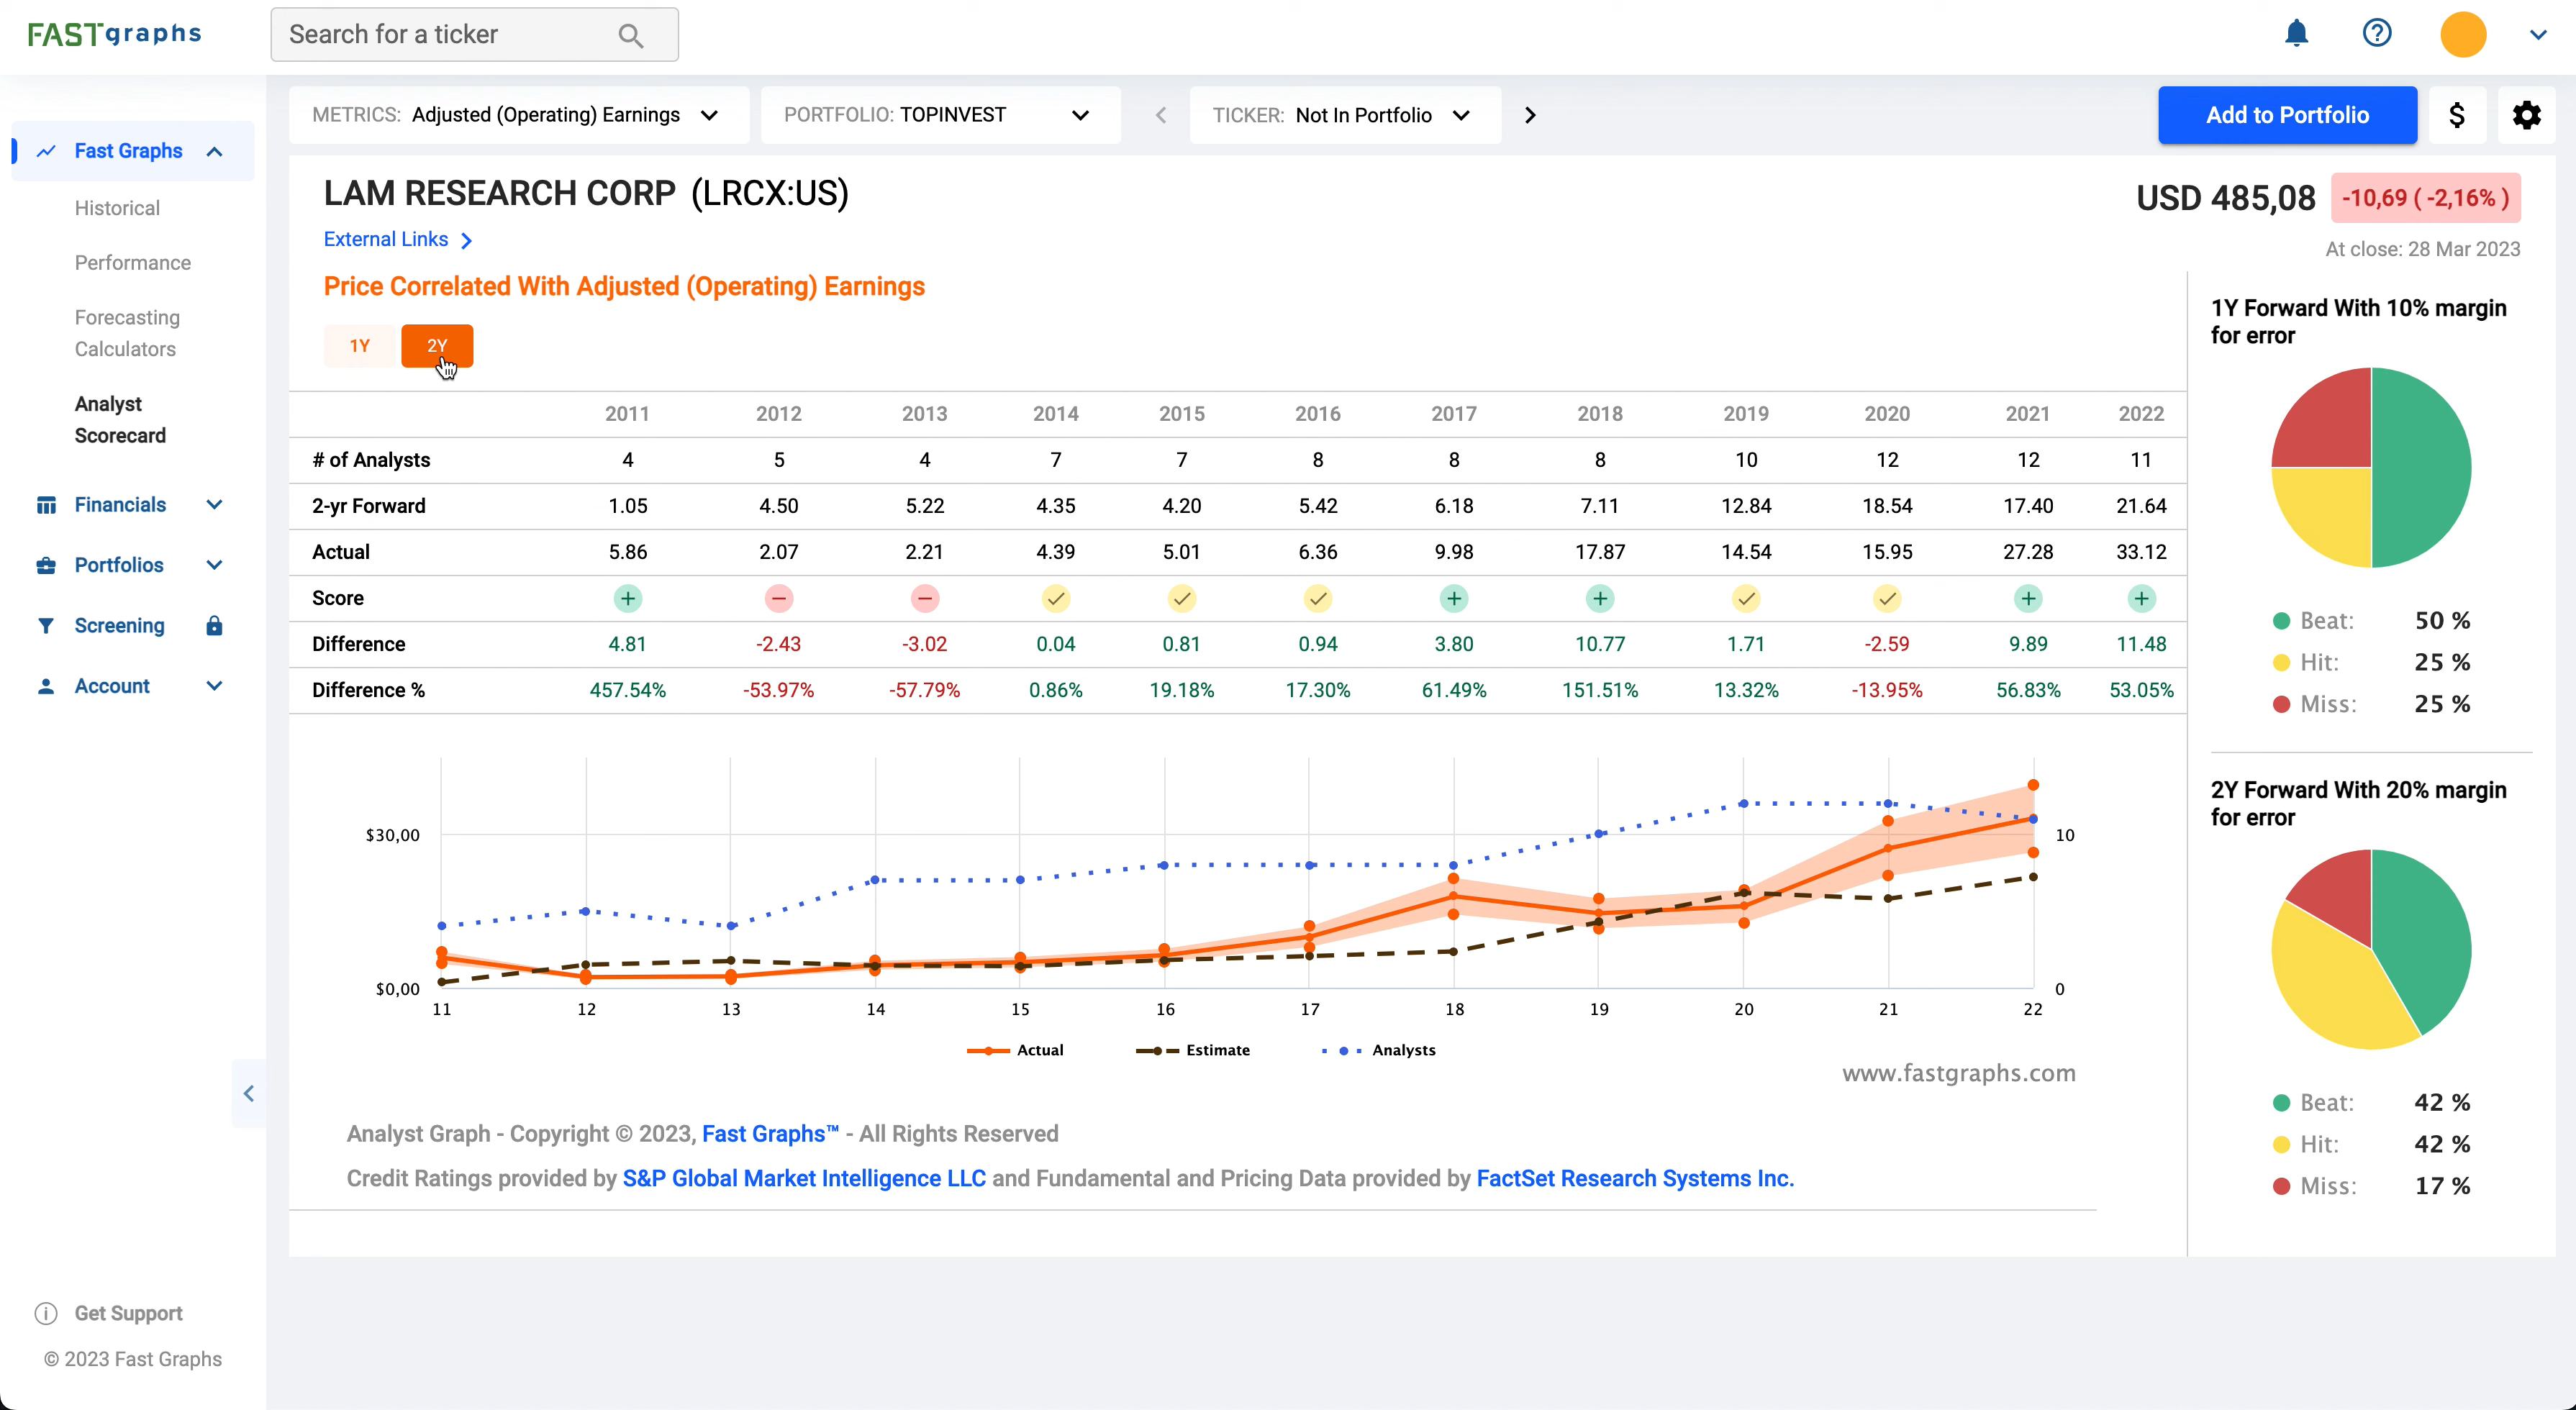 FASTgraphs
Search for a ticker
METRICS: Adjusted (Operating) Earnings
PORTFOLIO: TOPINVEST
TICKER: Not In Portfolio
Add to Portfolio
$
Fast Graphs
Historical
Performance
Forecasting
Calculators
Analyst
Scorecard
Financials
Portfolios
Screening
Account
LAM RESEARCH CORP (LRCX:US)
USD 485,08 -10,69 ( -2,16% )
External Links
At close: 28 Mar 2023
Price Correlated With Adjusted (Operating) Earnings
1Y 2Y
2011 2012 2013 2014 2015 2016 2017 2018 2019 2020 2021 2022
# of Analysts 4 5 4 7 7 8 8 8 10 12 12 11
2-yr Forward 1.05 4.50 5.22 4.35 4.20 5.42 6.18 7.11 12.84 18.54 17.40 21.64
Actual 5.86 2.07 2.21 4.39 5.01 6.36 9.98 17.87 14.54 15.95 27.28 33.12
Score
Difference 4.81 -2.43 -3.02 0.04 0.81 0.94 3.80 10.77 1.71 -2.59 9.89 11.48
Difference % 457.54% -53.97% -57.79% 0.86% 19.18% 17.30% 61.49% 151.51% 13.32% -13.95% 56.83% 53.05%
$30,00 10
$0,00 0
11 12 13 14 15 16 17 18 19 20 21 22
Actual Estimate Analysts
www.fastgraphs.com
Analyst Graph - Copyright © 2023, Fast Graphs™ - All Rights Reserved
Credit Ratings provided by S&P Global Market Intelligence LLC and Fundamental and Pricing Data provided by FactSet Research Systems Inc.
1Y Forward With 10% margin
for error
Beat: 50 %
Hit: 25 %
Miss: 25 %
2Y Forward With 20% margin
for error
Beat: 42 %
Hit: 42 %
Miss: 17 %
Get Support
© 2023 Fast Graphs